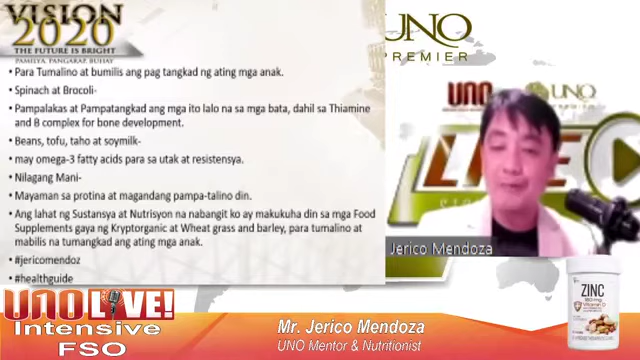 VISION
2020
THE FUTURE IS BRIGHT
PAMILYA, PANGARAP, BUHAY
• Para Tumalino at bumilis ang pag tangkad ng ating mga anak.
• Spinach at Brocoli-
• Pampalakas at Pampatangkad ang mga ito lalo na sa mga bata, dahil sa Thiamine
and B complex for bone development.
• Beans, tofu, taho at soymilk-
• may omega-3 fatty acids para sa utak at resistensya.
• Nilagang Mani-
• Mayaman sa protina at magandang pampa-talino din.
• Ang lahat ng Sustansya at Nutrisyon na nabangit ko ay makukuha din sa mga Food
Supplements gaya ng Kryptorganic at Wheat grass and barley, para tumalino at
mabilis na tumangkad ang ating mga anak.
• #jericomendoz
• #healthguide
UNO
PREMIER
UNO
UNO
Jerico Mendoza
ZINC
Vitamin D
UNO LIVE!
Intensive
FSO
Mr. Jerico Mendoza
UNO Mentor & Nutritionist